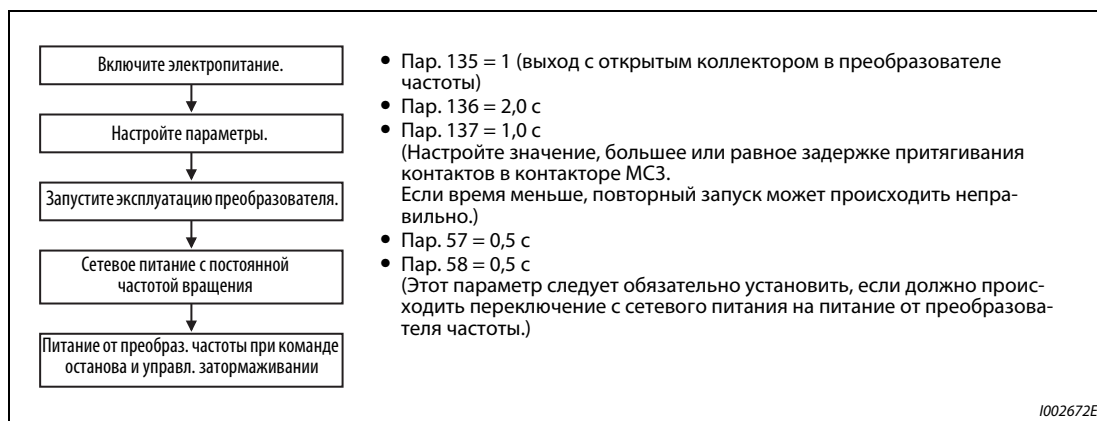 Включите электропитание.
Настройте параметры.
Запустите эксплуатацию преобразователя.
Сетевое питание с постоянной
частотой вращения
Питание от преобраз. частоты при команде
останова и управл. затормаживании
• Пар. 135 = 1 (выход с открытым коллектором в преобразователе
частоты)
• Пар. 136 = 2,0 с
• Пар. 137 = 1,0 с
(Настройте значение, большее или равное задержке притягивания
контактов в контакторе MC3.
Если время меньше, повторный запуск может происходить непра-
вильно.)
• Пар. 57 = 0,5 с
• Пар. 58 = 0,5 с
(Этот параметр следует обязательно установить, если должно проис-
ходить переключение с сетевого питания на питание от преобразова-
теля частоты.)
I002672E